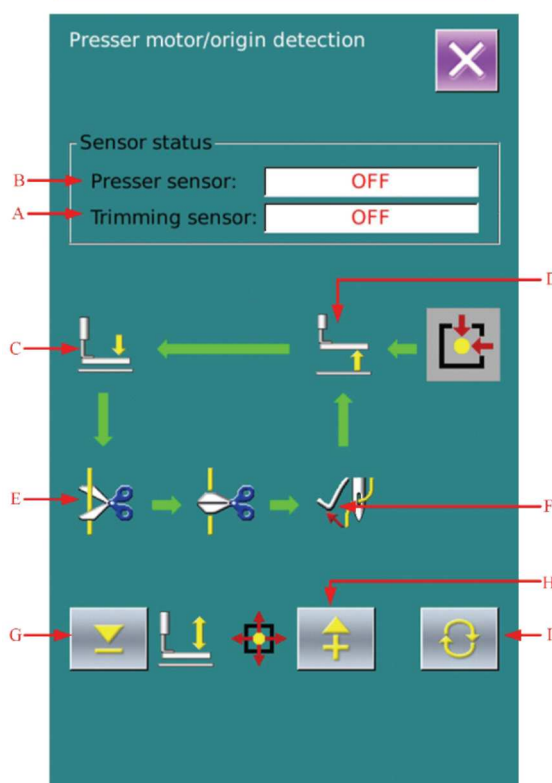 Presser motor/origin detection
Sensor status
B
Presser sensor: OFF
A
Trimming sensor: OFF
D
C
E
F
H
G
I